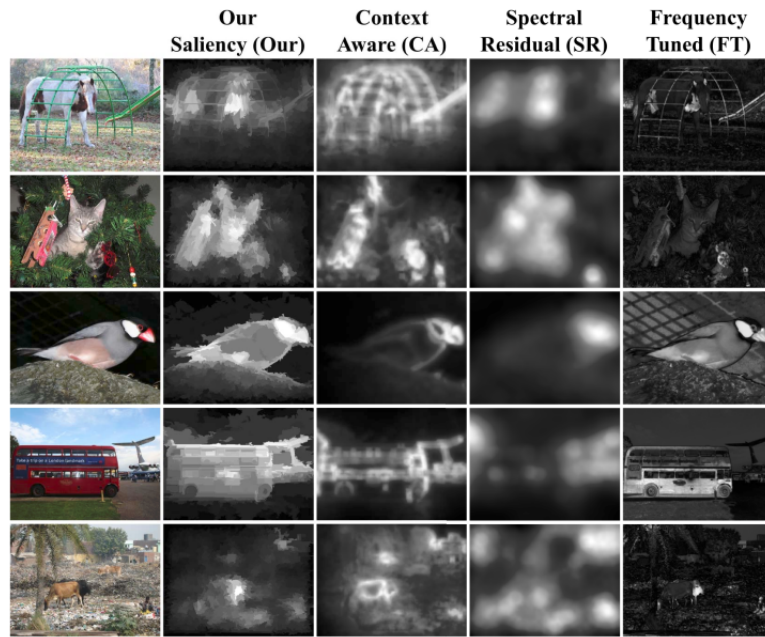 Our
Saliency (Our)
Context
Aware (CA)
Spectral
Residual (SR)
Frequency
Tuned (FT)